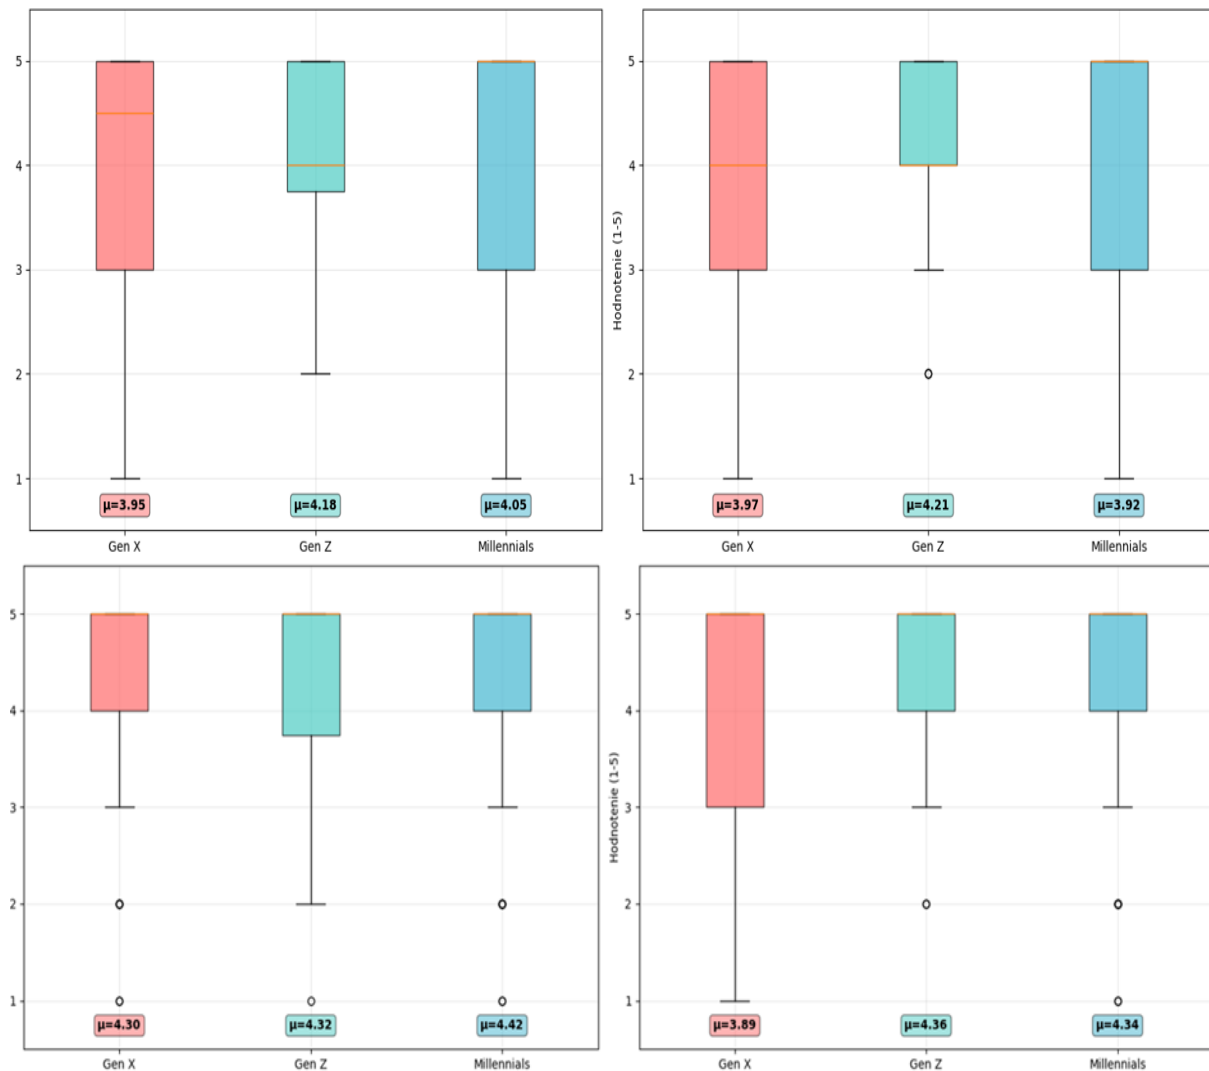 5
4
3
2
1
μ=3.95
μ=4.18
μ=4.05
Gen X
Gen Z
Millennials
Hodnotenie (1-5)
5
4
3
2
1
μ=3.97
μ=4.21
μ=3.92
Gen X
Gen Z
Millennials
5
4
3
2
1
μ=4.30
μ=4.32
μ=4.42
Gen X
Gen Z
Millennials
Hodnotenie (1-5)
5
4
3
2
1
μ=3.89
μ=4.36
μ=4.34
Gen X
Gen Z
Millennials